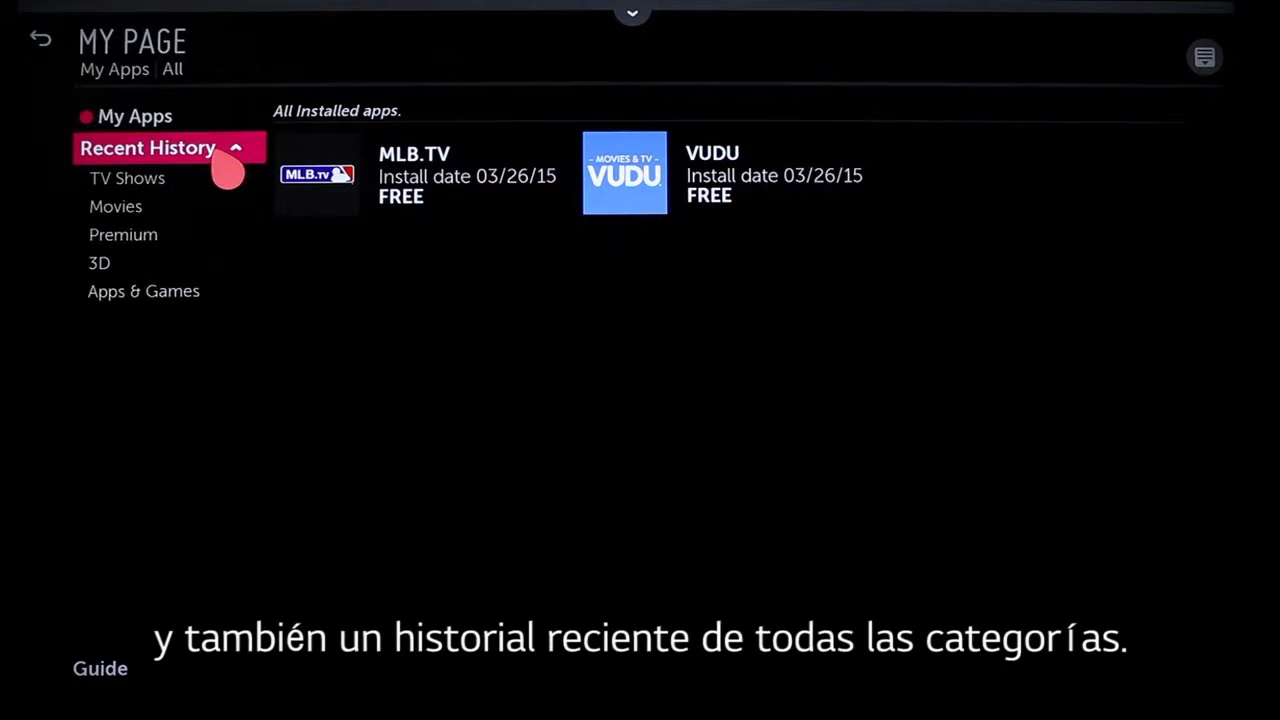 MY PAGE
My Apps | All
My Apps
Recent History
TV Shows
Movies
Premium
3D
Apps & Games
All Installed apps.
MLB.TV
MLB.TV
Install date 03/26/15
FREE
MOVIES & TV
VUDU
VUDU
Install date 03/26/15
FREE
y también un historial reciente de todas las categorías.
Guide